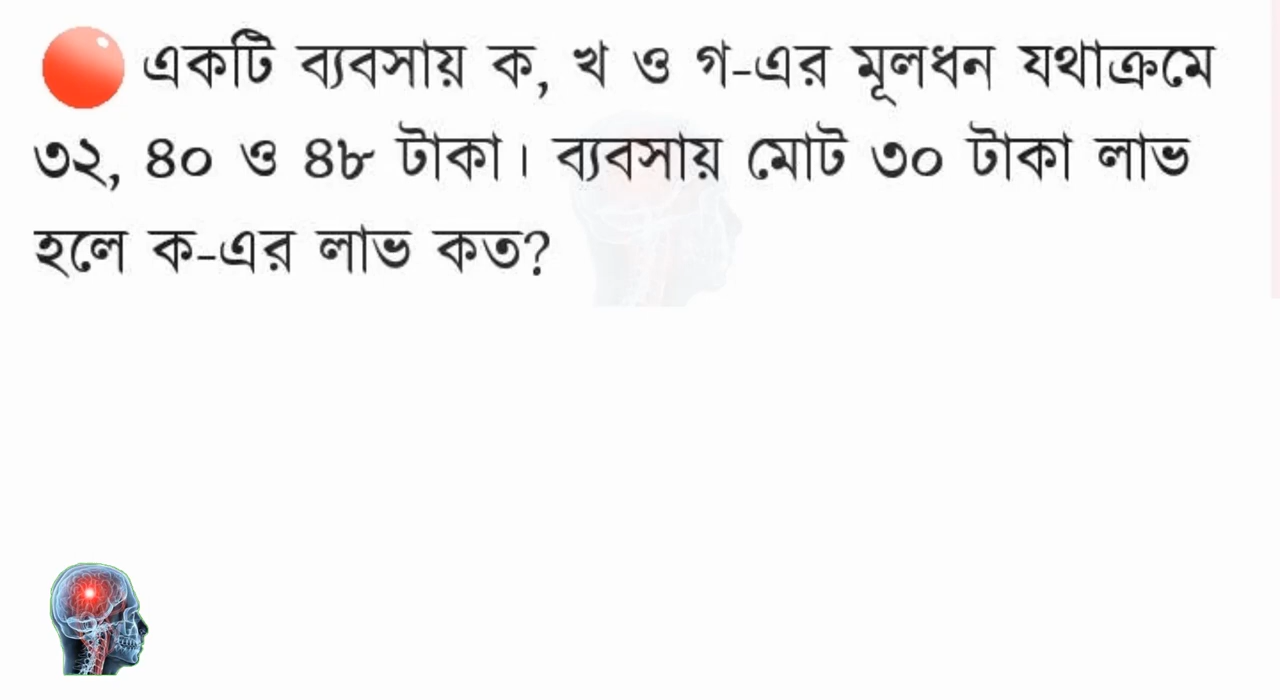 একটি ব্যবসায় ক, খ ও গ-এর মূলধন যথাক্রমে
৩২, ৪০ ও ৪৮ টাকা। ব্যবসায় মোট ৩০ টাকা লাভ
হলে ক-এর লাভ কত?